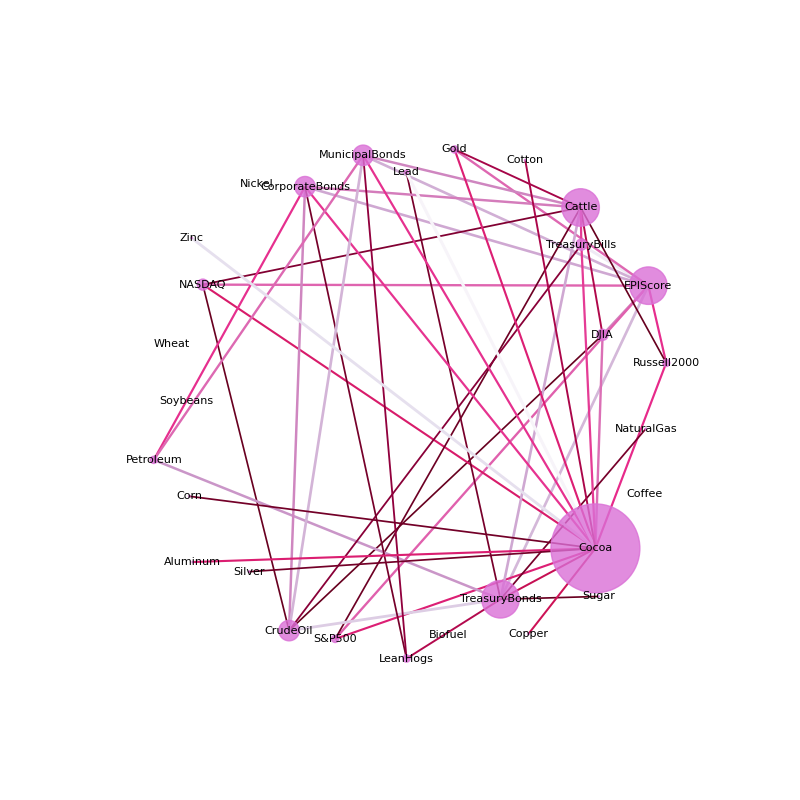 Gold
MunicipalBonds
Cotton
Lead
Nickel
CorporateBonds
Cattle
Zinc
TreasuryBills
NASDAQ
EPIScore
DJIA
Wheat
Russell2000
Soybeans
NaturalGas
Petroleum
Corn
Coffee
Cocoa
Aluminum
Silver
Sugar
TreasuryBonds
CrudeOil
S&P500
Biofuel
Copper
LeanHogs